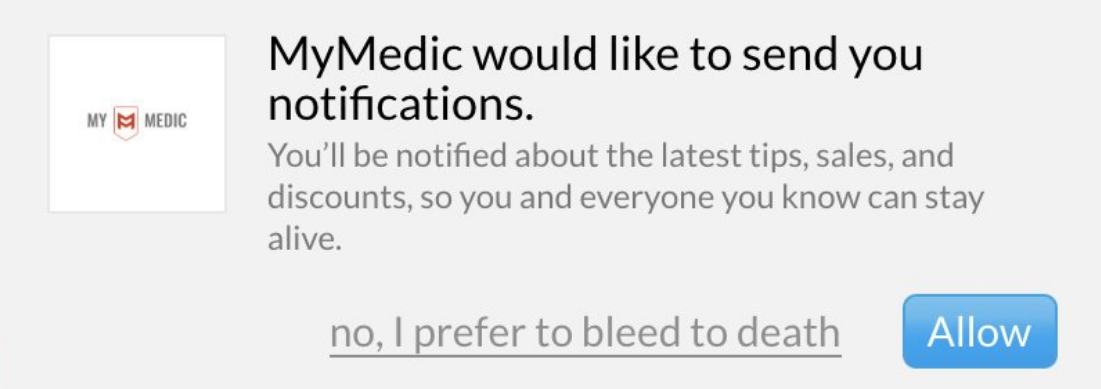 MY MEDIC
MyMedic would like to send you
notifications.
You'll be notified about the latest tips, sales, and
discounts, so you and everyone you know can stay
alive.
no, I prefer to bleed to death
Allow